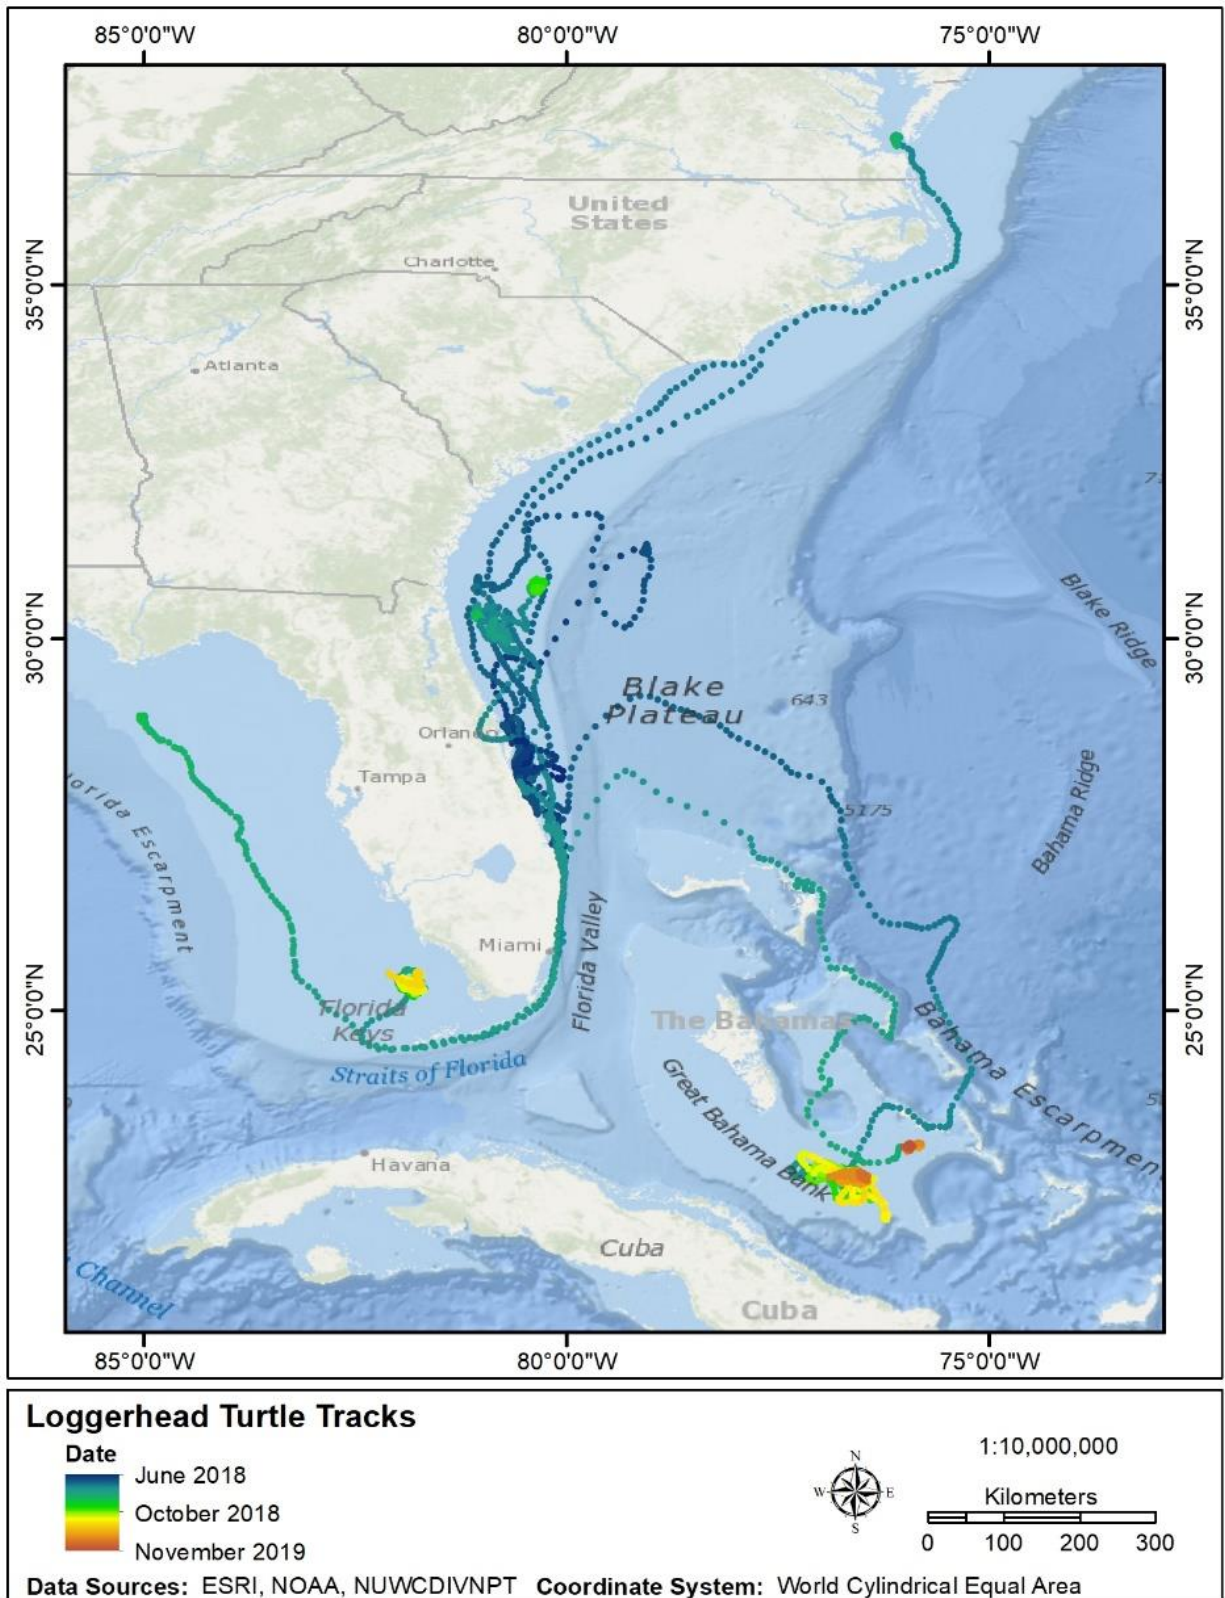 85°0'0"W 80°0'0"W 75°0'0"W
United
States
Charlotte
35°0'0"N 35°0'0"N
Atlanta
Blake Ridge
30°0'0"N 30°0'0"N
Blake
Plateau
643
Orlando
Tampa
5175
Bahama Ridge
lorida Escarpment
Miami
Florida Valley
Florida
Keys
25°0'0"N 25°0'0"N
The Bahamas
Bahama Escarpment
Straits of Florida
Great Bahama Bank
Havana
Cuba
Channel
Cuba
85°0'0"W 80°0'0"W 75°0'0"W
Loggerhead Turtle Tracks
Date
June 2018
October 2018
November 2019
N
W E
S
1:10,000,000
Kilometers
0 100 200 300
Data Sources: ESRI, NOAA, NUWCDIVNPT Coordinate System: World Cylindrical Equal Area